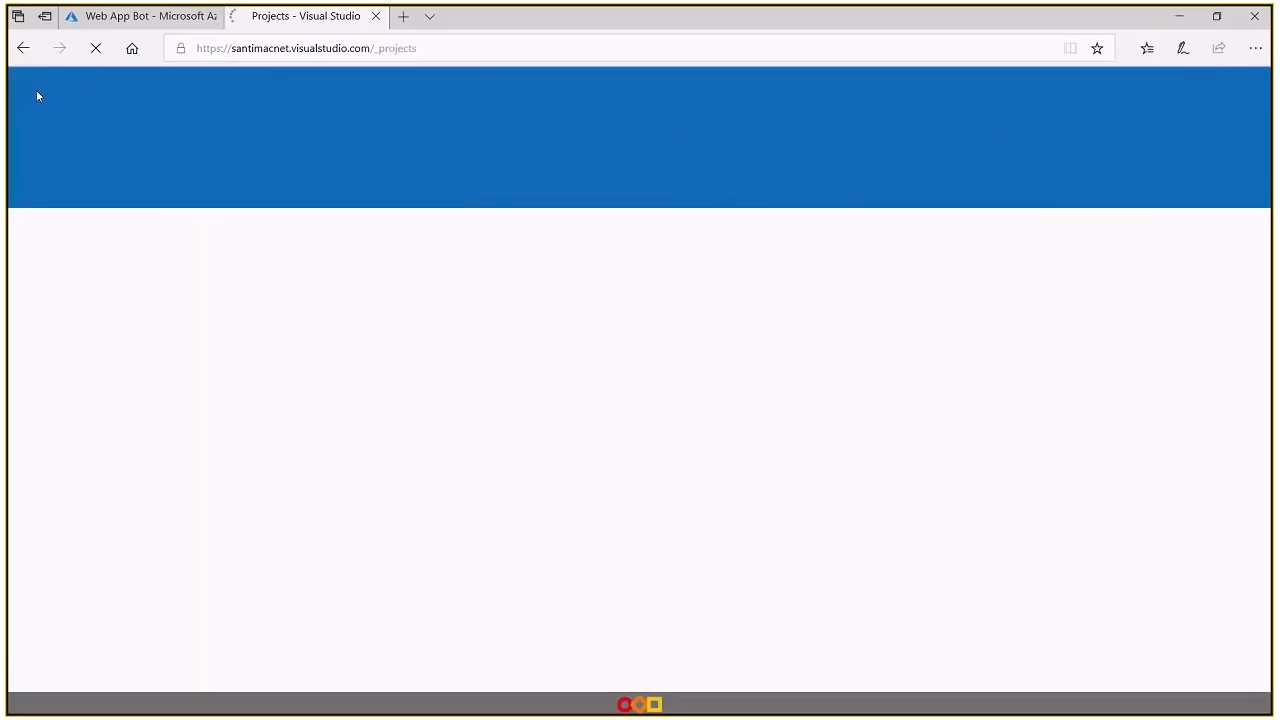 Web App Bot - Microsoft Az
Projects - Visual Studio
https://santimacnet.visualstudio.com/_projects